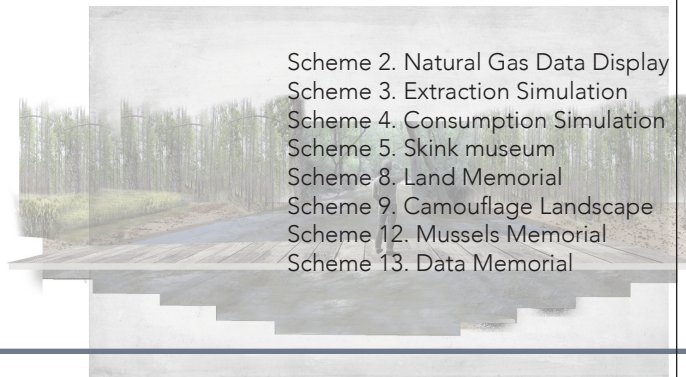 Scheme 2. Natural Gas Data Display
Scheme 3. Extraction Simulation
Scheme 4. Consumption Simulation
Scheme 5. Skink museum
Scheme 8. Land Memorial
Scheme 9. Camouflage Landscape
Scheme 12. Mussels Memorial
Scheme 13. Data Memorial